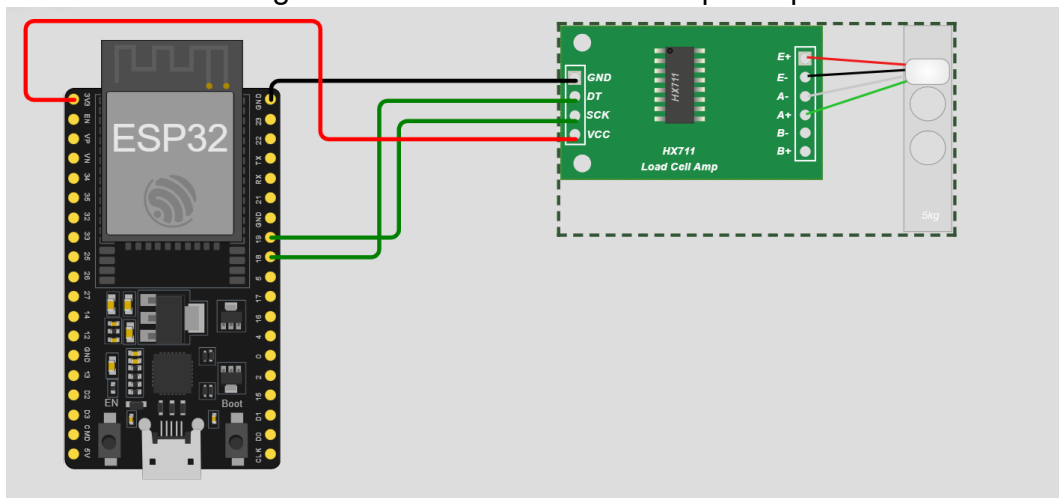 ESP32
3V3
EN
VP
VN
34
35
32
33
25
26
27
14
12
GND
13
D2
D3
CMD
5V
GND
23
22
TX
RX
21
GND
19
18
5
17
16
4
0
2
15
D1
D0
CLK
EN
Boot
GND
DT
SCK
VCC
HX711
HX711
Load Cell Amp
E+
E-
A-
A+
B-
B+
5kg